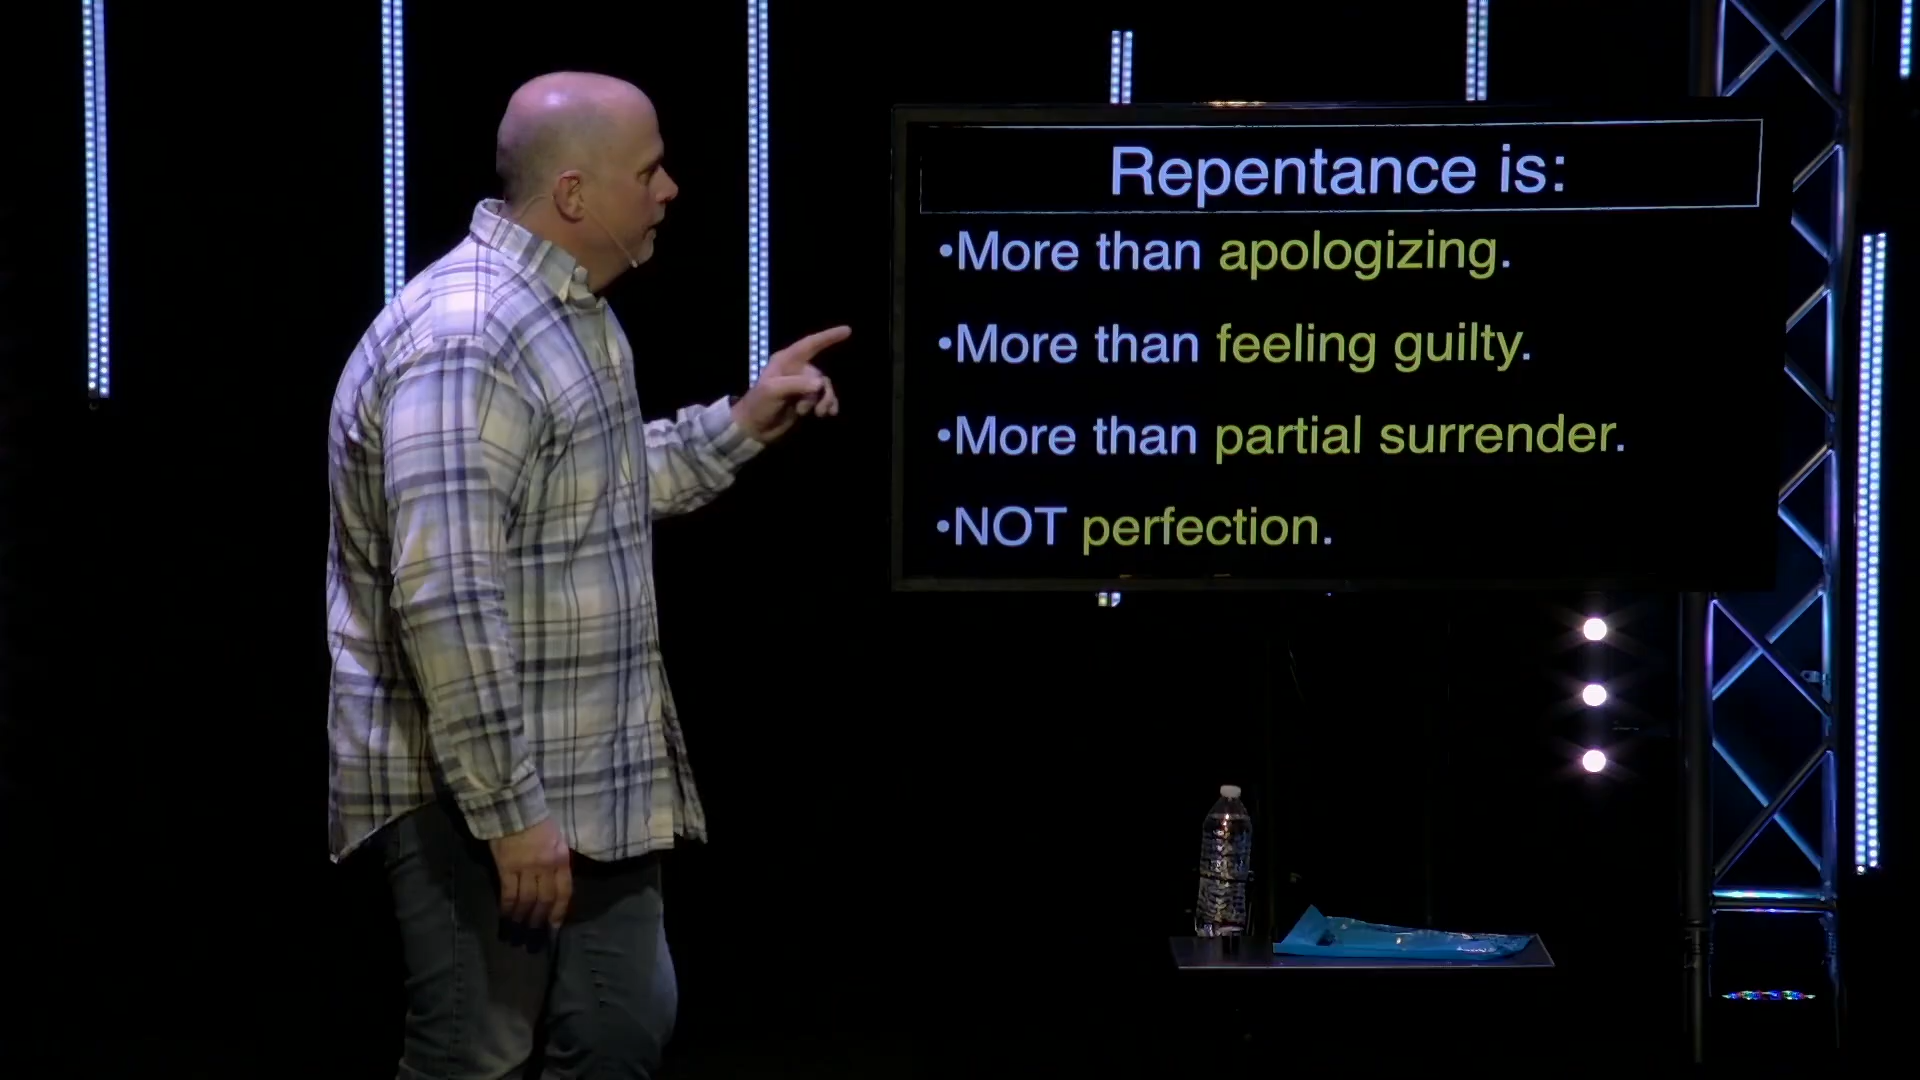 Repentance is:
•More than apologizing.
•More than feeling guilty.
•More than partial surrender.
•NOT perfection.